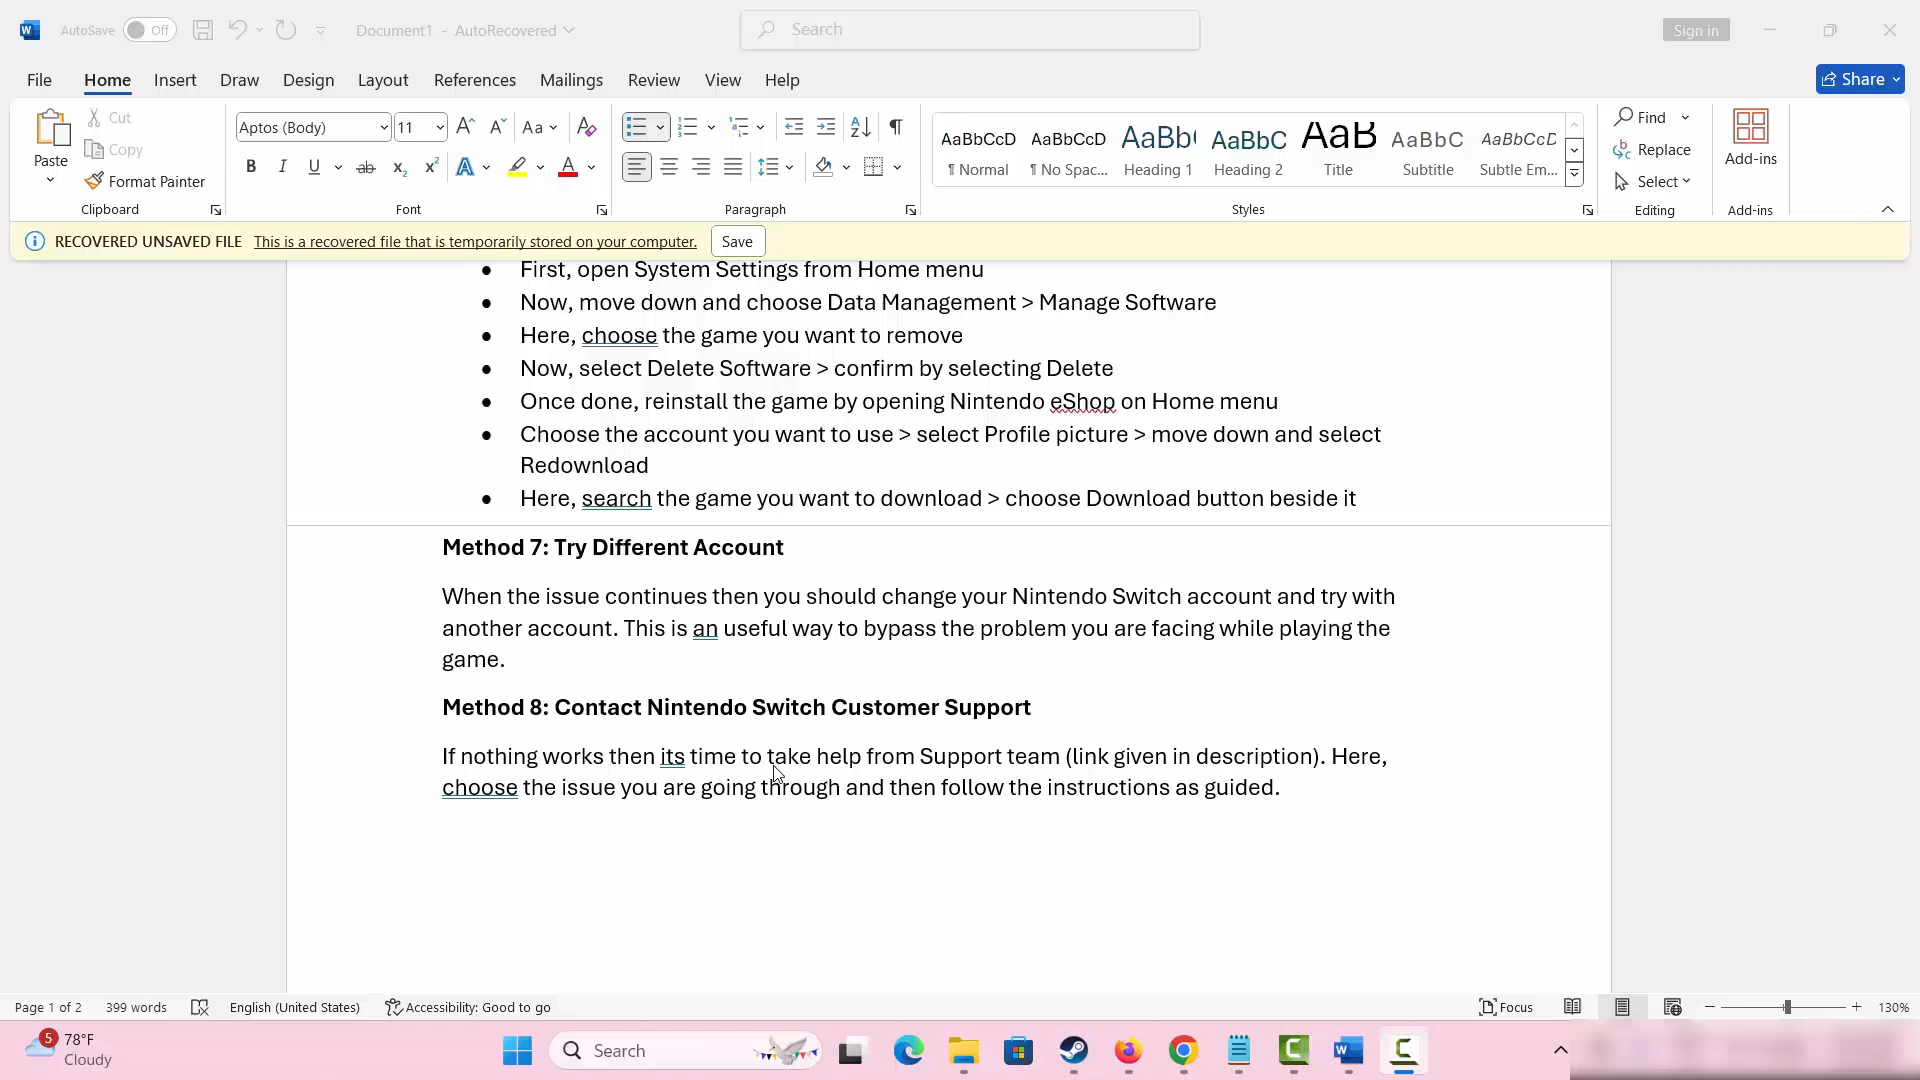 AutoSave Off Document1 - AutoRecovered Search Sign in
File Home Insert Draw Design Layout References Mailings Review View Help Share
Paste Cut Copy Format Painter
Clipboard
Aptos (Body) 11 Aa
B I U ab x₂ x² A A
Font
Paragraph
AaBbCcD AaBbCcD AaBb( AaBbC AaB AaBbC AaBbCcD
¶ Normal ¶ No Spac... Heading 1 Heading 2 Title Subtitle Subtle Em...
Styles
Find
Replace
Select
Editing
Add-ins
Add-ins
RECOVERED UNSAVED FILE This is a recovered file that is temporarily stored on your computer. Save
• First, open System Settings from Home menu
• Now, move down and choose Data Management > Manage Software
• Here, choose the game you want to remove
• Now, select Delete Software > confirm by selecting Delete
• Once done, reinstall the game by opening Nintendo eShop on Home menu
• Choose the account you want to use > select Profile picture > move down and select
Redownload
• Here, search the game you want to download > choose Download button beside it
Method 7: Try Different Account
When the issue continues then you should change your Nintendo Switch account and try with
another account. This is an useful way to bypass the problem you are facing while playing the
game.
Method 8: Contact Nintendo Switch Customer Support
If nothing works then its time to take help from Support team (link given in description). Here,
choose the issue you are going through and then follow the instructions as guided.
Page 1 of 2 399 words English (United States) Accessibility: Good to go Focus 130%
5 78°F
Cloudy
Search